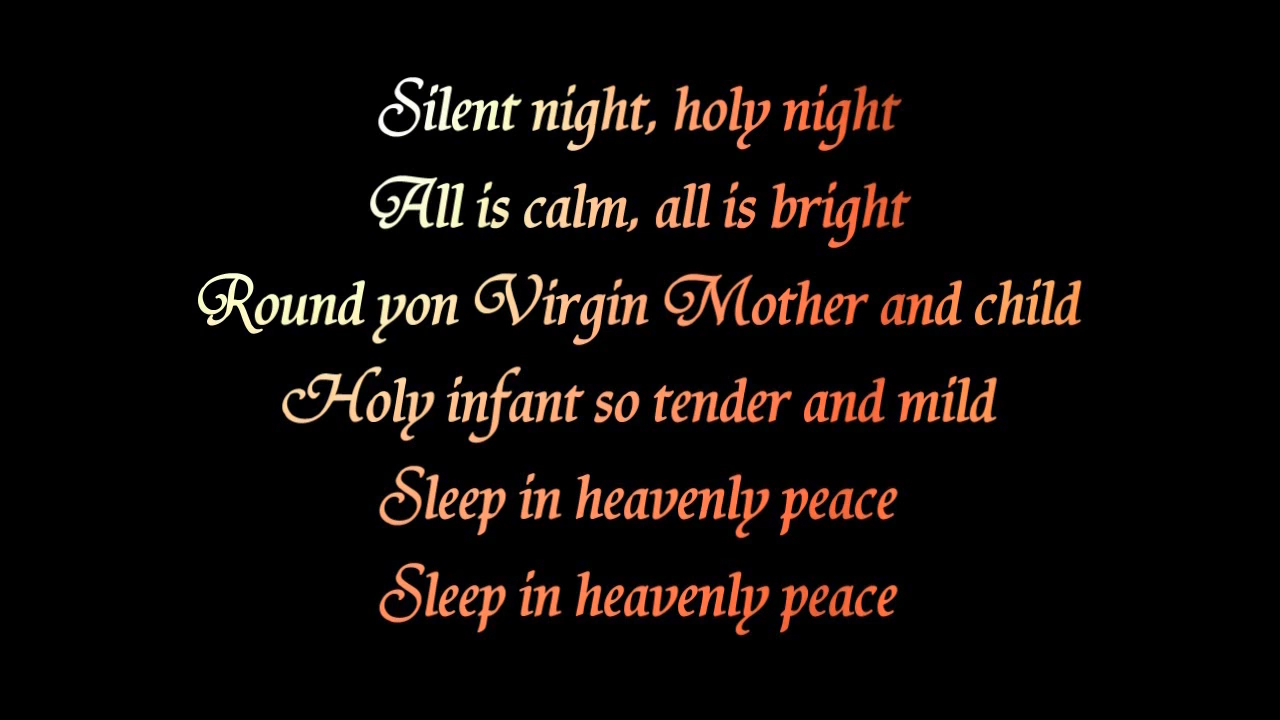 Silent night, holy night
All is calm, all is bright
Round yon Virgin Mother and child
Holy infant so tender and mild
Sleep in heavenly peace
Sleep in heavenly peace